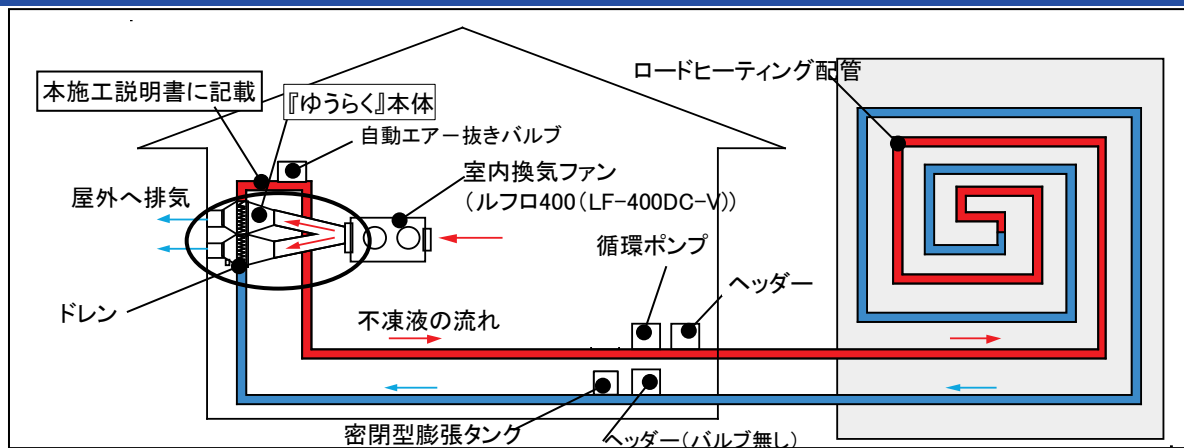 ロードヒーティング配管
本施工説明書に記載
『ゆうらく』本体
自動エアー抜きバルブ
室内換気ファン
(ルフロ400(LF-400DC-V))
屋外へ排気
循環ポンプ
ヘッダー
ドレン
不凍液の流れ
密閉型膨張タンク
ヘッダー(バルブ無し)